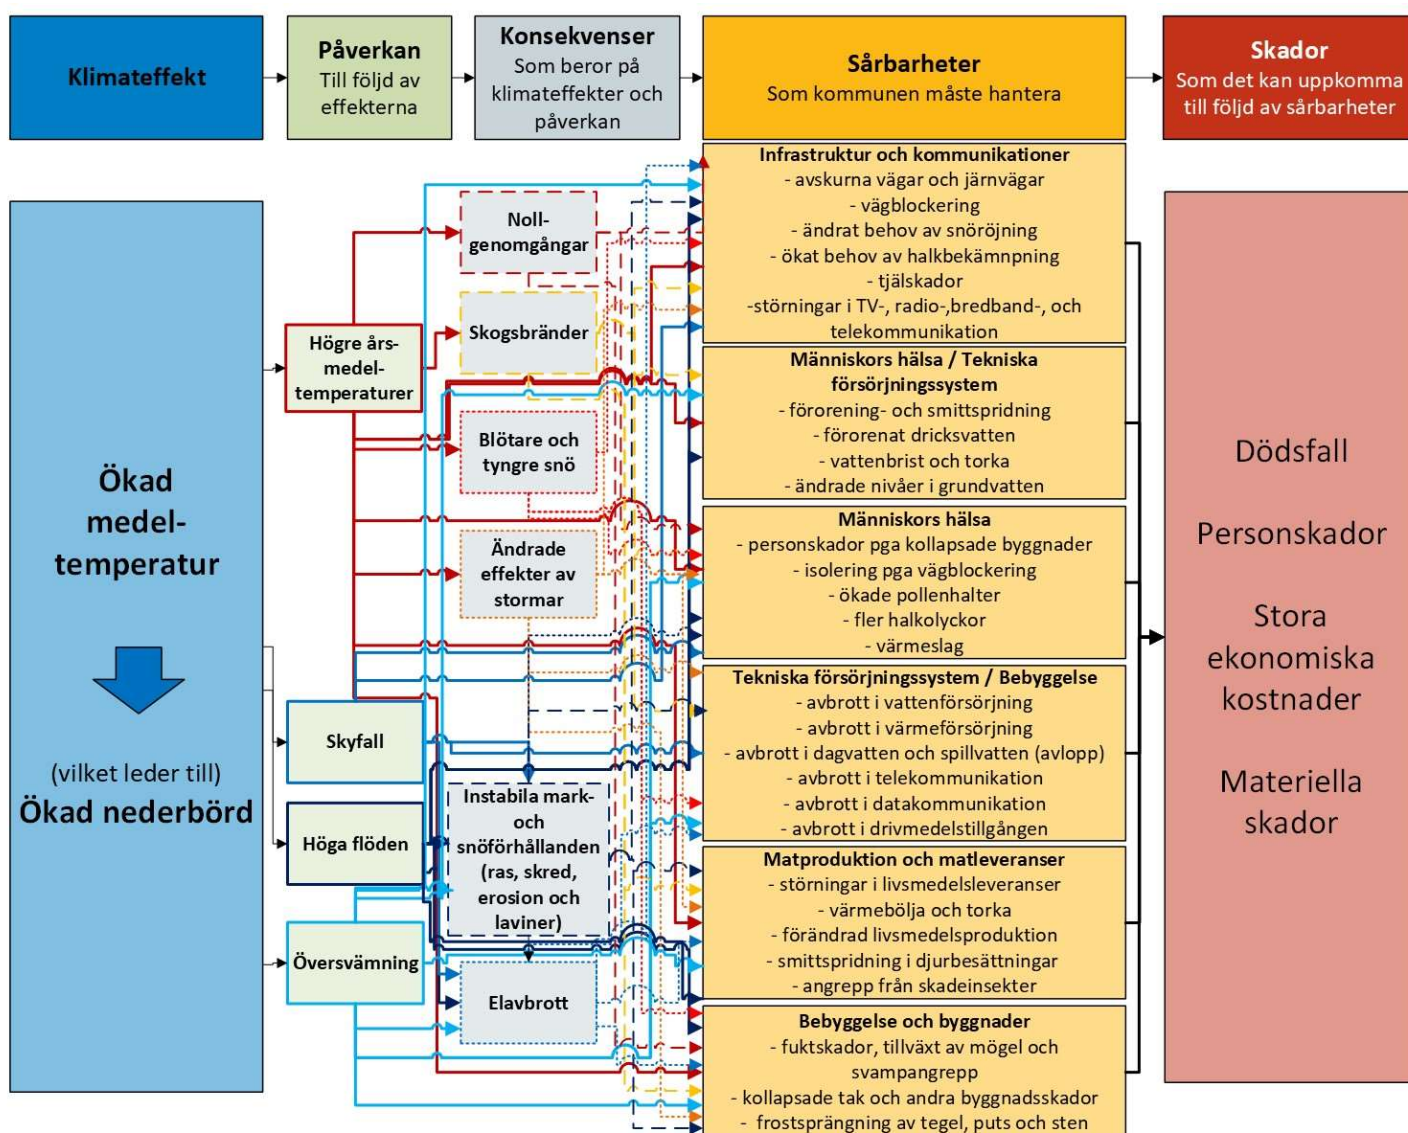 Klimateffekt
Påverkan
Till följd av
effekterna
Konsekvenser
Som beror på
klimateffekter och
påverkan
Sårbarheter
Som kommunen måste hantera
Skador
Som det kan uppkomma
till följd av sårbarheter
Ökad
medel-
temperatur
(vilket leder till)
Ökad nederbörd
Högre års-
medel-
temperaturer
Skyfall
Höga flöden
Översvämning
Noll-
genomgångar
Skogsbränder
Blötare och
tyngre snö
Ändrade
effekter av
stormar
Instabila mark-
och
snöförhållanden
(ras, skred,
erosion och
laviner)
Elavbrott
Infrastruktur och kommunikationer
- avskurna vägar och järnvägar
- vägblockering
- ändrat behov av snöröjning
- ökat behov av halkbekämnpning
- tjälskador
-störningar i TV-, radio-,bredband-, och
telekommunikation
Människors hälsa / Tekniska
försörjningssystem
- förorening- och smittspridning
- förorenat dricksvatten
- vattenbrist och torka
- ändrade nivåer i grundvatten
Människors hälsa
- personskador pga kollapsade byggnader
- isolering pga vägblockering
- ökade pollenhalter
- fler halkolyckor
- värmeslag
Tekniska försörjningssystem / Bebyggelse
- avbrott i vattenförsörjning
- avbrott i värmeförsörjning
- avbrott i dagvatten och spillvatten (avlopp)
- avbrott i telekommunikation
- avbrott i datakommunikation
- avbrott i drivmedelstillgången
Matproduktion och matleveranser
- störningar i livsmedelsleveranser
- värmebölja och torka
- förändrad livsmedelsproduktion
- smittspridning i djurbesättningar
- angrepp från skadeinsekter
Bebyggelse och byggnader
- fuktskador, tillväxt av mögel och
svampangrepp
- kollapsade tak och andra byggnadsskador
- frostsprängning av tegel, puts och sten
Dödsfall
Personskador
Stora
ekonomiska
kostnader
Materiella
skador